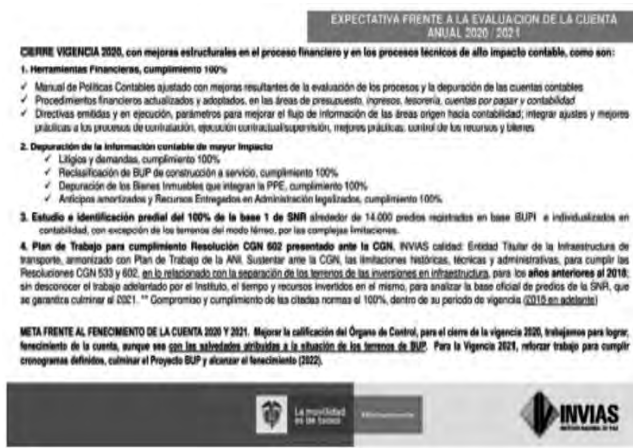 EXPECTATIVA FRENTE A LA EVALUACION DE LA CUENTA
ANUAL 2020 / 2021
CIERRE VIGENCIA 2020, con mejoras estructurales en el proceso financiero y en los procesos técnicos de alto impacto contable, como son:
1. Herramientas Financieras, cumplimiento 100%
✓ Manual de Políticas Contables ajustado con mejoras resultantes de la evaluación de los procesos y la depuración de las cuentas contables
✓ Procedimientos financieros actualizados y adoptados, en las áreas de presupuesto, ingresos, tesorería, cuentas por pagar y contabilidad
✓ Directivas emitidas y en ejecución, parámetros para mejorar el flujo de información de las áreas origen hacia contabilidad; integrar ajustes y mejores
prácticas a los procesos de contratación, ejecución contractual/supervisión, mejores prácticas, control de los recursos y bienes
2. Depuración de la información contable de mayor impacto
✓ Litigios y demandas, cumplimiento 100%
✓ Reclasificación de BUP de construcción a servicio, cumplimiento 100%
✓ Depuración de los Bienes Inmuebles que integran la PPE, cumplimiento 100%
✓ Anticipos amortizados y Recursos Entregados en Administración legalizados, cumplimiento 100%
3. Estudio e identificación predial del 100% de la base 1 de SNR alrededor de 14.000 predios registrados en base BUPI e individualizados en
contabilidad, con excepción de los terrenos del modo férreo, por las complejas limitaciones.
4. Plan de Trabajo para cumplimiento Resolución CGN 602 presentado ante la CGN, INVIAS calidad: Entidad Titular de la Infraestructura de
transporte, armonizado con Plan de Trabajo de la ANI. Sustentar ante la CGN, las limitaciones históricas, técnicas y administrativas, para cumplir las
Resoluciones CGN 533 y 602, en lo relacionado con la separación de los terrenos de las inversiones en infraestructura, para los años anteriores al 2018;
sin desconocer el trabajo adelantado por el Instituto, el tiempo y recursos invertidos en el mismo, para analizar la base oficial de predios de la SNR, que
se garantiza culminar al 2021. ** Compromiso y cumplimiento de las citadas normas al 100%, dentro de su periodo de vigencia (2018 en adelante)
META FRENTE AL FENECIMIENTO DE LA CUENTA 2020 Y 2021. Mejorar la calificación del Órgano de Control, para el cierre de la vigencia 2020, trabajamos para lograr,
fenecimiento de la cuenta, aunque sea con las salvedades atribuidas a la situación de los terrenos de BUP. Para la Vigencia 2021, reforzar trabajo para cumplir
cronogramas definidos, culminar el Proyecto BUP y alcanzar el fenecimiento (2022).
La movilidad
es de todos
INVIAS